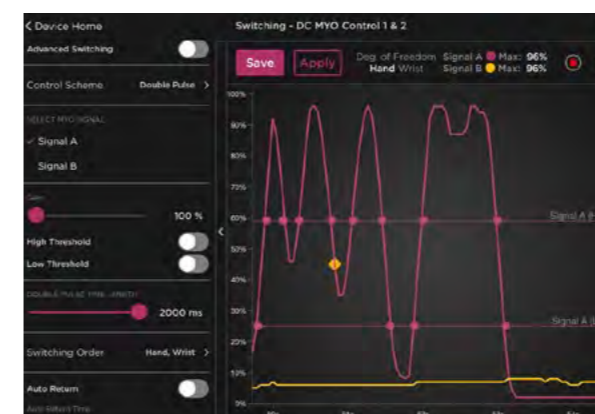 < Device Home
Switching - DC MYO Control 1 & 2
Advanced Switching
Save
Apply
Deg. of Freedom Signal A Max: 96%
Hand Wrist Signal B Max: 96%
Control Scheme Double Pulse >
SELECT MYO SIGNAL
✓ Signal A
Signal B
Gain
100 %
High Threshold
Low Threshold
DOUBLE PULSE TIME LENGTH
2000 ms
Switching Order Hand, Wrist >
Auto Return
Auto Return Time
100%
90%
80%
70%
60%
50%
40%
30%
20%
10%
0%
Signal A
Signal A